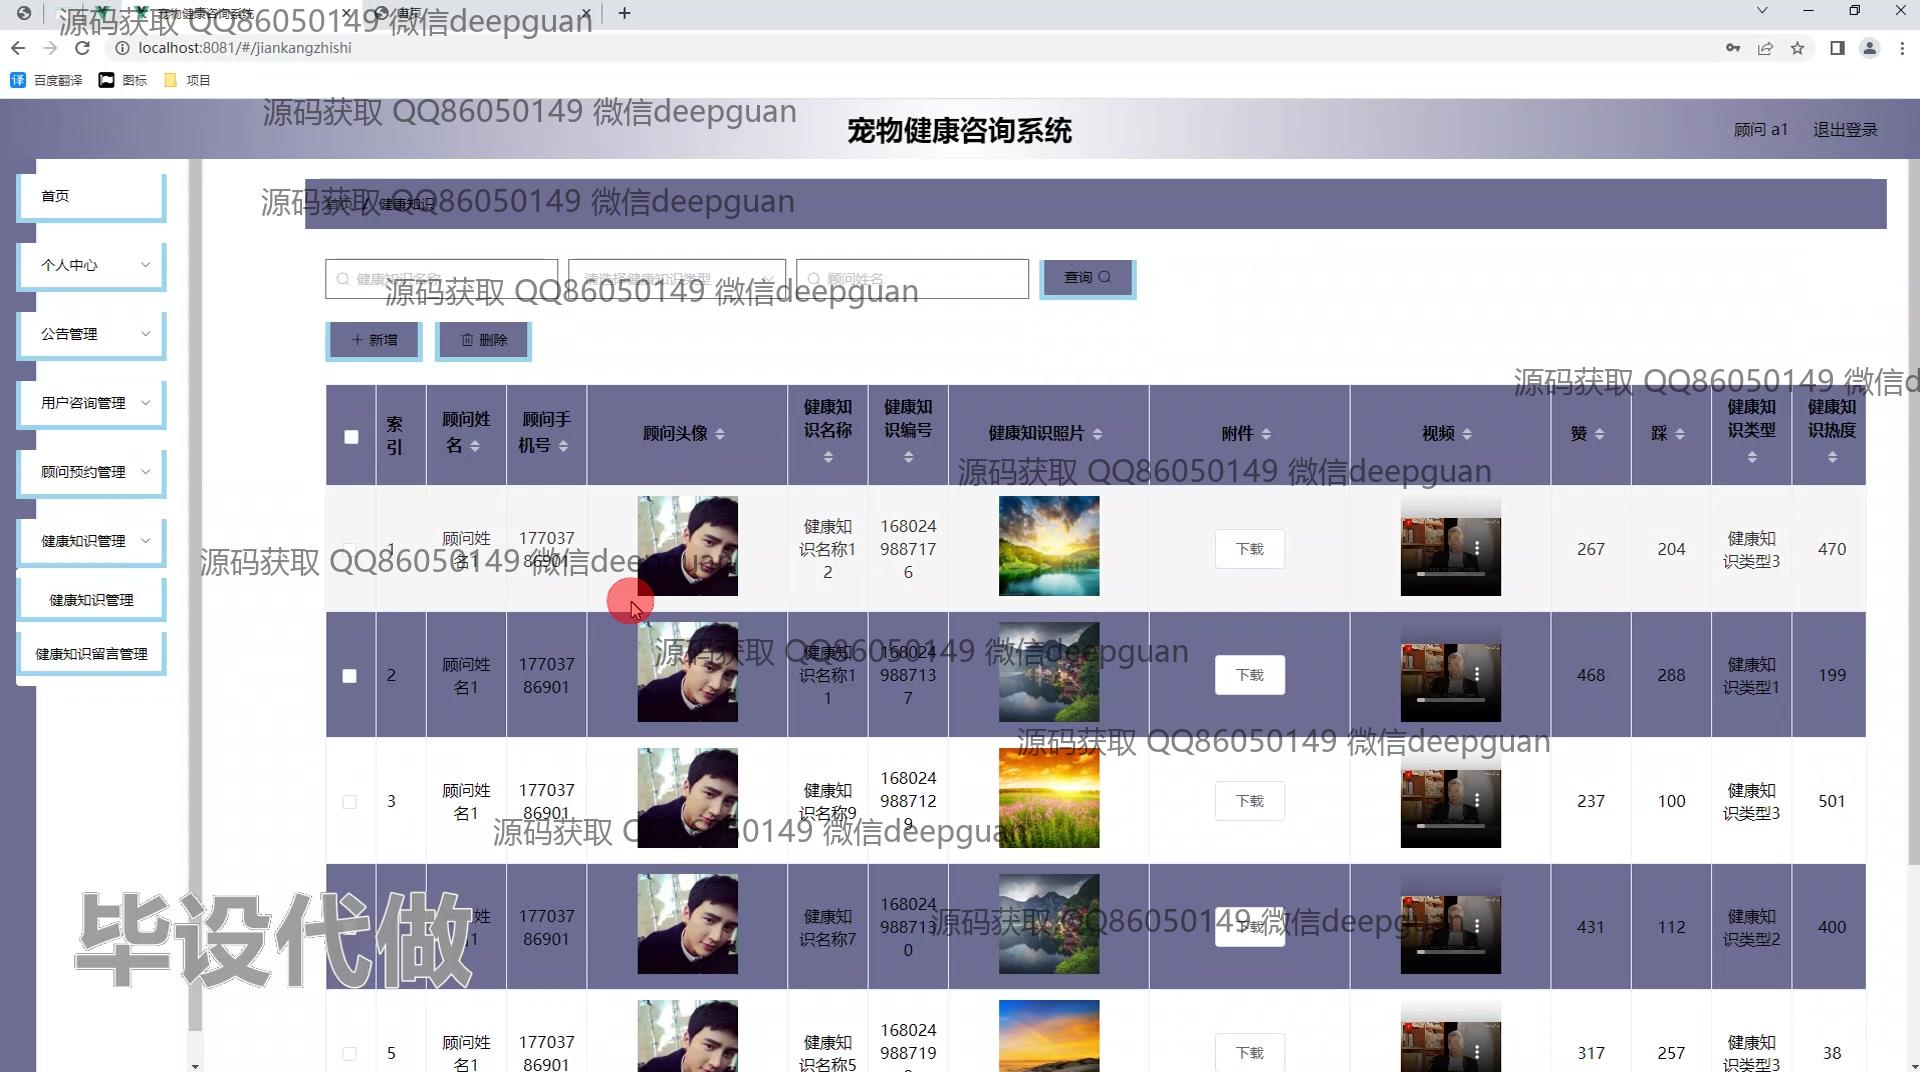 宠物健康咨询系统
localhost:8081/#/jiankangzhishi
百度翻译 图标 项目
源码获取 QQ86050149 微信deepguan
源码获取 QQ86050149 微信deepguan
宠物健康咨询系统
顾问 a1 退出登录
源码获取 QQ86050149 微信deepguan
健康知识
首页
个人中心
公告管理
用户咨询管理
顾问预约管理
健康知识管理
健康知识管理
健康知识留言管理
健康知识名称 请选择健康知识类型 顾问姓名 查询
源码获取 QQ86050149 微信deepguan
新增 删除
源码获取 QQ86050149 微信d
索引 顾问姓名 顾问手机号 顾问头像 健康知识名称 健康知识编号 健康知识照片 附件 视频 赞 踩 健康知识类型 健康知识热度
源码获取 QQ86050149 微信deepguan
1 顾问姓名1 17703786901 健康知识名称12 1680249887176 下载 267 204 健康知识类型3 470
源码获取 QQ86050149 微信deepguan
2 顾问姓名1 17703786901 健康知识名称11 1680249887137 下载 468 288 健康知识类型1 199
源码获取 QQ86050149 微信deepguan
源码获取 QQ86050149 微信deepguan
3 顾问姓名1 17703786901 健康知识名称9 1680249887129 下载 237 100 健康知识类型3 501
源码获取 QQ86050149 微信deepguan
姓 1 17703786901 健康知识名称7 1680249887130 下载 431 112 健康知识类型2 400
源码获取 QQ86050149 微信deepguan
毕设代做
5 顾问姓名1 17703786901 健康知识名称5 168024988719 下载 317 257 健康知识类型3 38